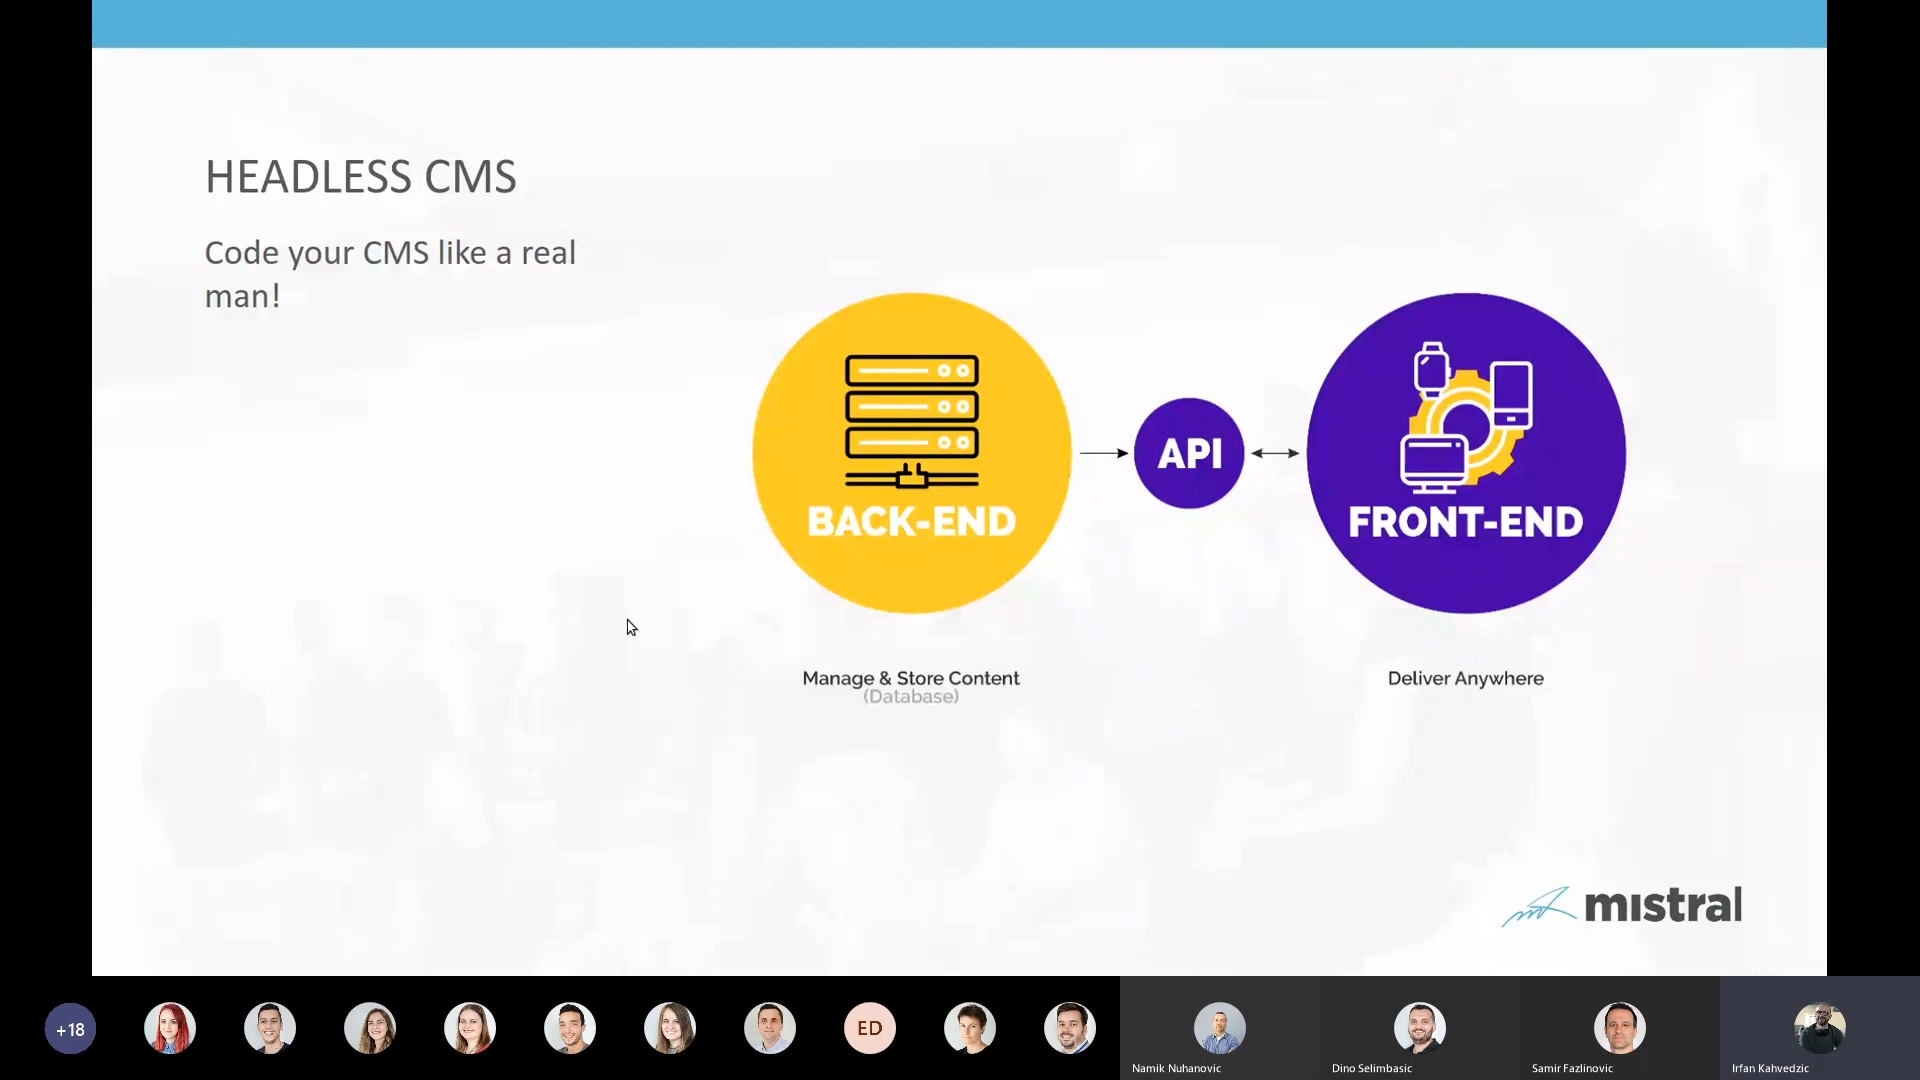 HEADLESS CMS
Code your CMS like a real
man!
BACK-END
API
FRONT-END
Manage & Store Content
(Database)
Deliver Anywhere
mistral
+18
ED
Namik Nuhanovic
Dino Selimbasic
Samir Fazlinovic
Irfan Kahvedzic